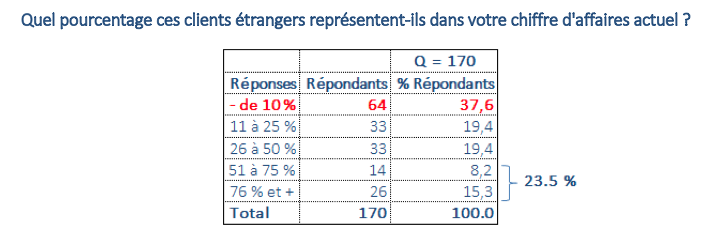 Quel pourcentage ces clients étrangers représentent-ils dans votre chiffre d'affaires actuel ?
Q = 170
Réponses Répondants % Répondants
- de 10 % 64 37,6
11 à 25 % 33 19,4
26 à 50 % 33 19,4
51 à 75 % 14 8,2
23.5 %
76 % et + 26 15,3
Total 170 100.0